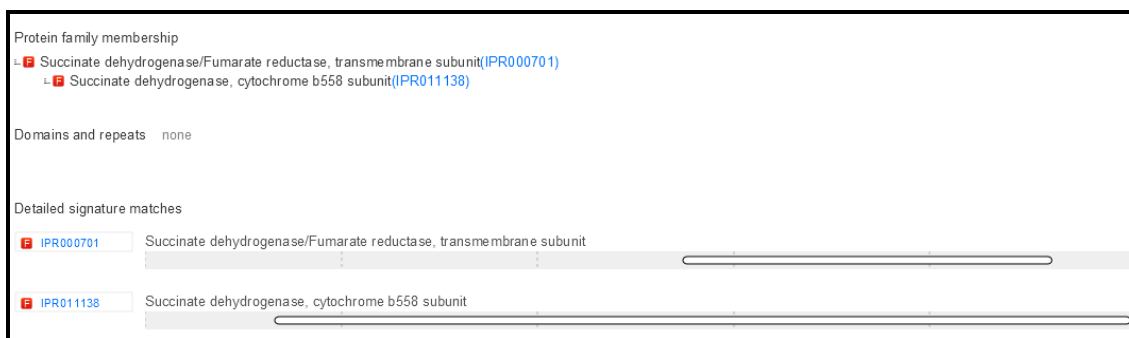 Protein family membership
F Succinate dehydrogenase/Fumarate reductase, transmembrane subunit(IPR000701)
F Succinate dehydrogenase, cytochrome b558 subunit(IPR011138)
Domains and repeats none
Detailed signature matches
F IPR000701 Succinate dehydrogenase/Fumarate reductase, transmembrane subunit
F IPR011138 Succinate dehydrogenase, cytochrome b558 subunit